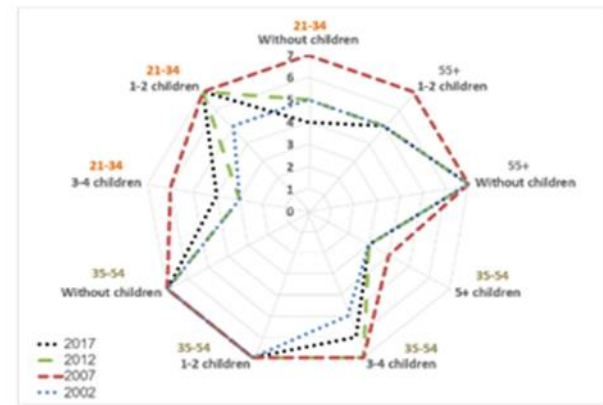 21-34
Without children
55+
1-2 children
55+
Without children
35-54
5+ children
35-54
3-4 children
35-54
1-2 children
35-54
Without children
21-34
3-4 children
21-34
1-2 children
7
6
5
4
3
2
1
0
2017
2012
2007
2002